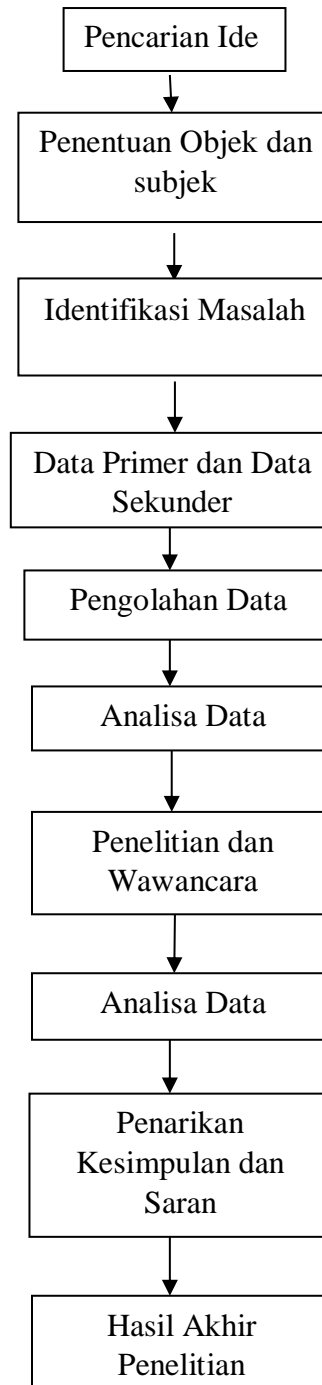 Pencarian Ide
Penentuan Objek dan
subjek
Identifikasi Masalah
Data Primer dan Data
Sekunder
Pengolahan Data
Analisa Data
Penelitian dan
Wawancara
Analisa Data
Penarikan
Kesimpulan dan
Saran
Hasil Akhir
Penelitian